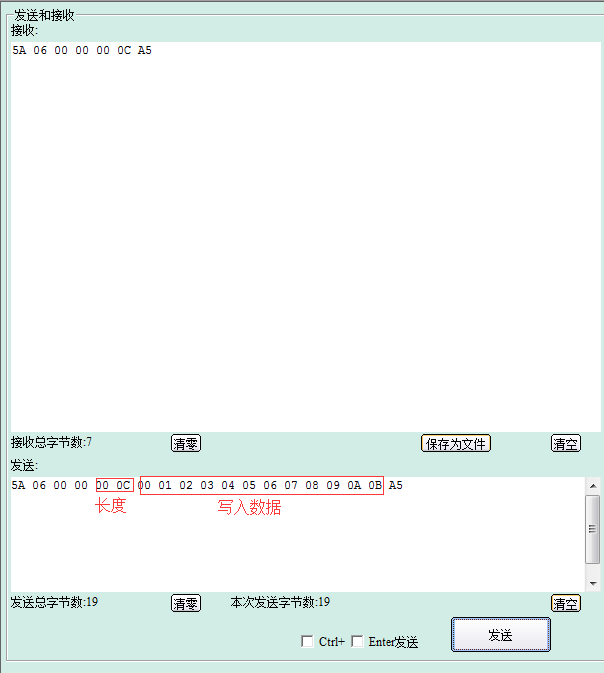 发送和接收
接收:
5A 06 00 00 00 0C A5
接收总字节数:7 清零 保存为文件 清空
发送:
5A 06 00 00 00 0C 00 01 02 03 04 05 06 07 08 09 0A 0B A5
长度 写入数据
发送总字节数:19 清零 本次发送字节数:19 清空
Ctrl+ Enter发送 发送